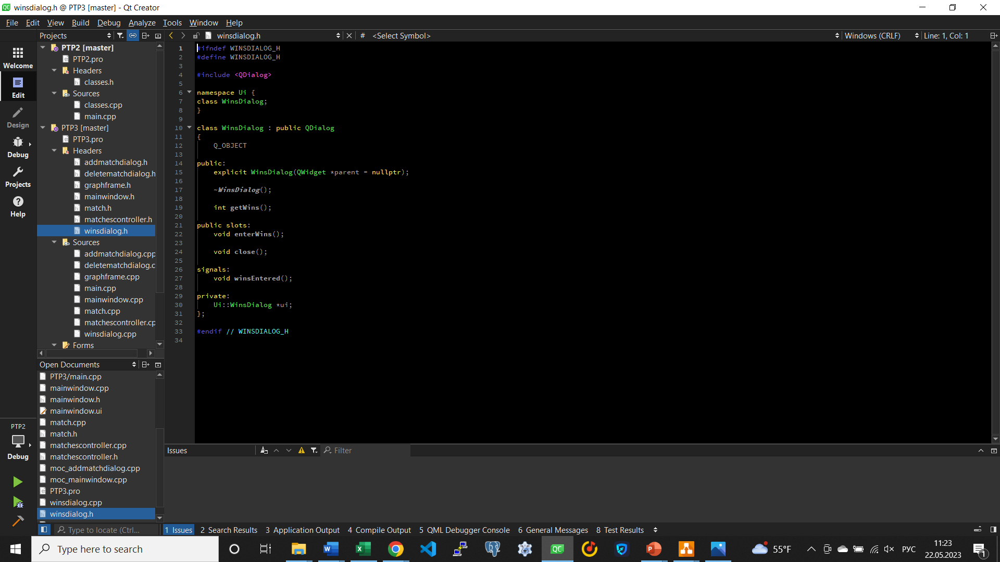 winsdialog.h @ PTP3 [master] - Qt Creator
File Edit View Build Debug Analyze Tools Window Help
Projects
winsdialog.h
# <Select Symbol>
Windows (CRLF)
Line: 1, Col: 1
Welcome
Edit
Design
Debug
Projects
Help
PTP2
Debug
PTP2 [master]
PTP2.pro
Headers
classes.h
Sources
classes.cpp
main.cpp
PTP3 [master]
PTP3.pro
Headers
addmatchdialog.h
deletematchdialog.h
graphframe.h
mainwindow.h
match.h
matchescontroller.h
winsdialog.h
Sources
addmatchdialog.cpp
deletematchdialog.c
graphframe.cpp
main.cpp
mainwindow.cpp
match.cpp
matchescontroller.cp
winsdialog.cpp
Forms
Open Documents
PTP3/main.cpp
mainwindow.cpp
mainwindow.h
mainwindow.ui
match.cpp
match.h
matchescontroller.cpp
matchescontroller.h
moc_addmatchdialog.cpp
moc_mainwindow.cpp
PTP3.pro
winsdialog.cpp
winsdialog.h
1 #ifndef WINSDIALOG_H
2 #define WINSDIALOG_H
3
4 #include <QDialog>
5
6 namespace Ui {
7 class WinsDialog;
8 }
9
10 class WinsDialog : public QDialog
11 {
12 Q_OBJECT
13
14 public:
15 explicit WinsDialog(QWidget *parent = nullptr);
16
17 ~WinsDialog();
18
19 int getWins();
20
21 public slots:
22 void enterWins();
23
24 void close();
25
26 signals:
27 void winsEntered();
28
29 private:
30 Ui::WinsDialog *ui;
31 };
32
33 #endif // WINSDIALOG_H
34
Issues
Filter
Type to locate (Ctrl...
1 Issues 2 Search Results 3 Application Output 4 Compile Output 5 QML Debugger Console 6 General Messages 8 Test Results
Type here to search
55°F
РУС
11:23
22.05.2023
1